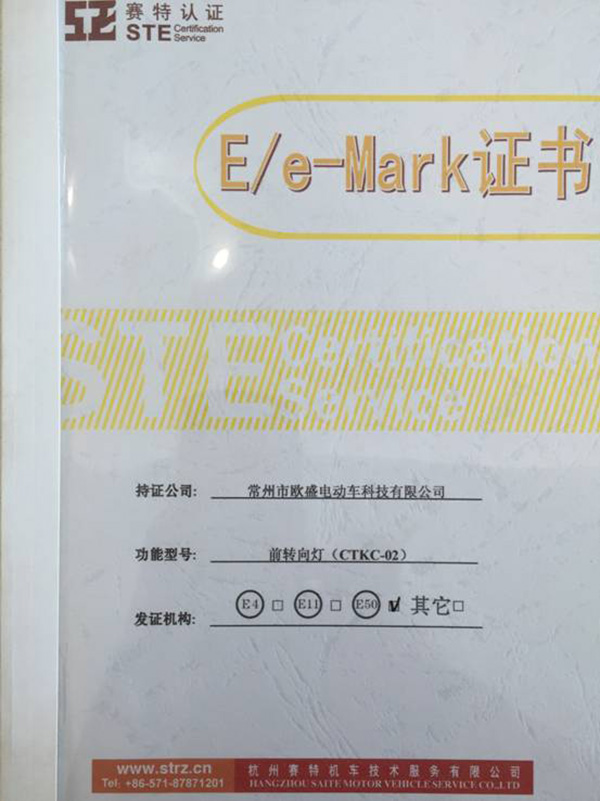 赛特认证
STE Certification Service
E/e-Mark证书
STE Certification Service
持证公司: 常州市欧盛电动车科技有限公司
功能型号: 前转向灯（CTKC-02）
发证机构: E4 □ E11 □ E50 ☑ 其它□
www.strz.cn
Tel: +86-571-87871201
杭州赛特机车技术服务有限公司
HANGZHOU SAITE MOTOR VEHICLE SERVICE CO.,LTD